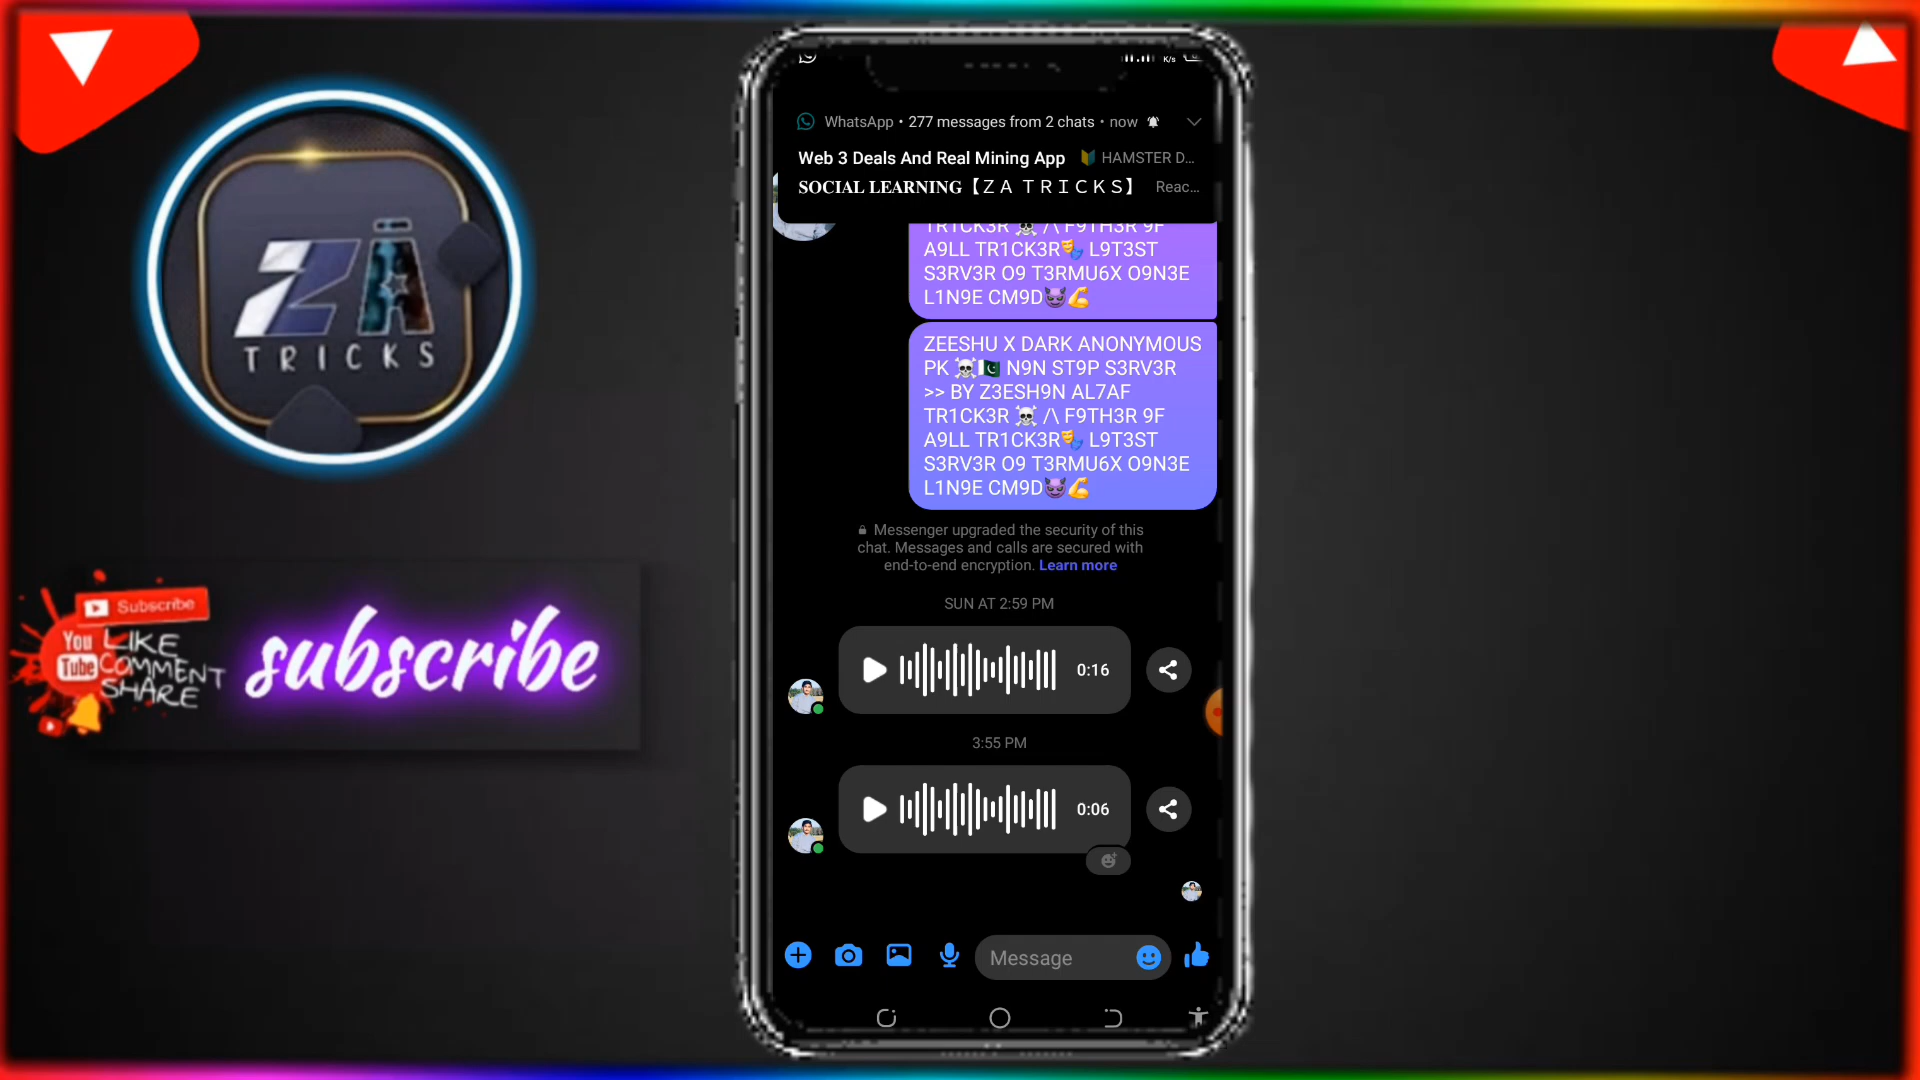 K/s
WhatsApp • 277 messages from 2 chats • now
Web 3 Deals And Real Mining App 🔰 HAMSTER D...
𝐒𝐎𝐂𝐈𝐀𝐋 𝐋𝐄𝐀𝐑𝐍𝐈𝐍𝐆【Z A T R I C K S】 Reac...
TR1CK3R ☠️ /\ F9TH3R 9F
A9LL TR1CK3R🎭 L9T3ST
S3RV3R O9 T3RMU6X O9N3E
L1N9E CM9D😈💪
ZEESHU X DARK ANONYMOUS
PK ☠️🇵🇰 N9N ST9P S3RV3R
>> BY Z3ESH9N AL7AF
TR1CK3R ☠️ /\ F9TH3R 9F
A9LL TR1CK3R🎭 L9T3ST
S3RV3R O9 T3RMU6X O9N3E
L1N9E CM9D😈💪
Messenger upgraded the security of this
chat. Messages and calls are secured with
end-to-end encryption. Learn more
SUN AT 2:59 PM
0:16
3:55 PM
0:06
Message
ZA
TRICKS
Subscribe
You
Tube
LIKE
COMMENT
SHARE
subscribe